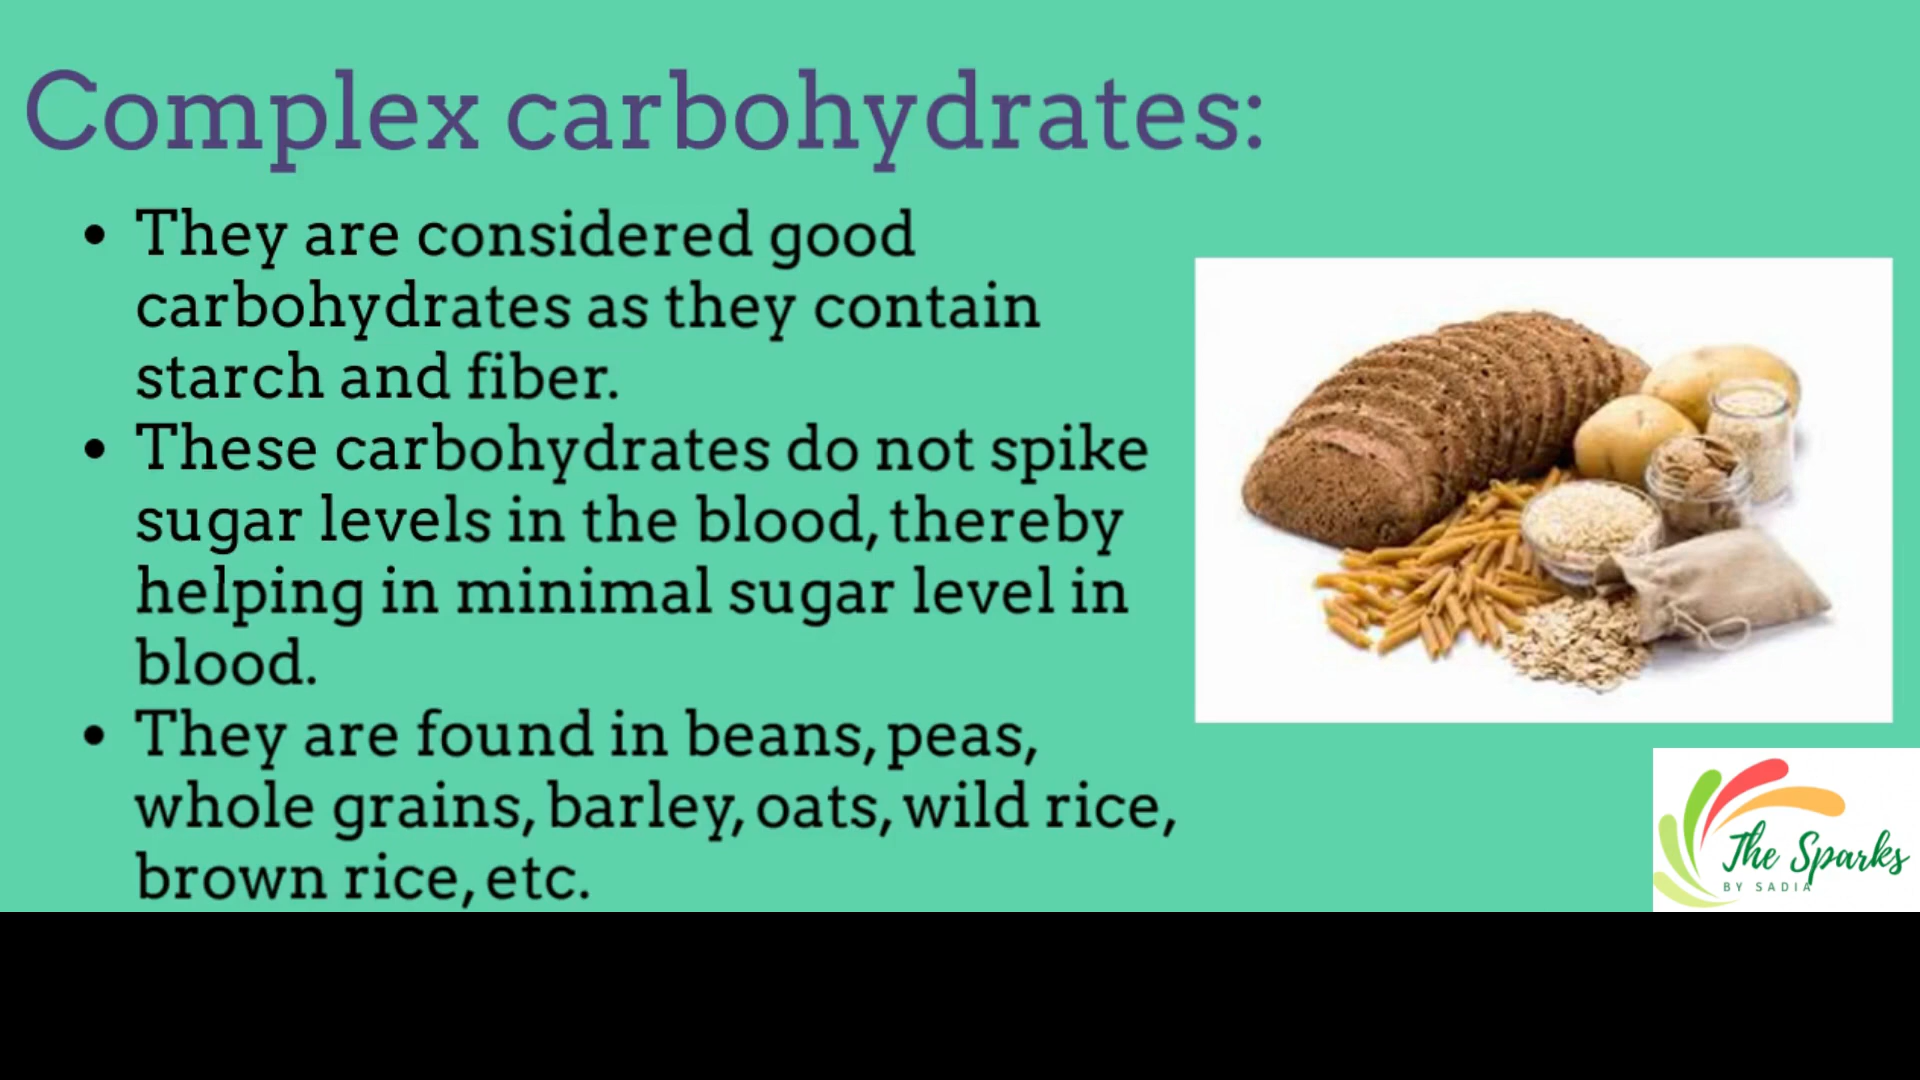 Complex carbohydrates:
• They are considered good
carbohydrates as they contain
starch and fiber.
• These carbohydrates do not spike
sugar levels in the blood, thereby
helping in minimal sugar level in
blood.
• They are found in beans, peas,
whole grains, barley, oats, wild rice,
brown rice, etc.
The Sparks
BY SADIA